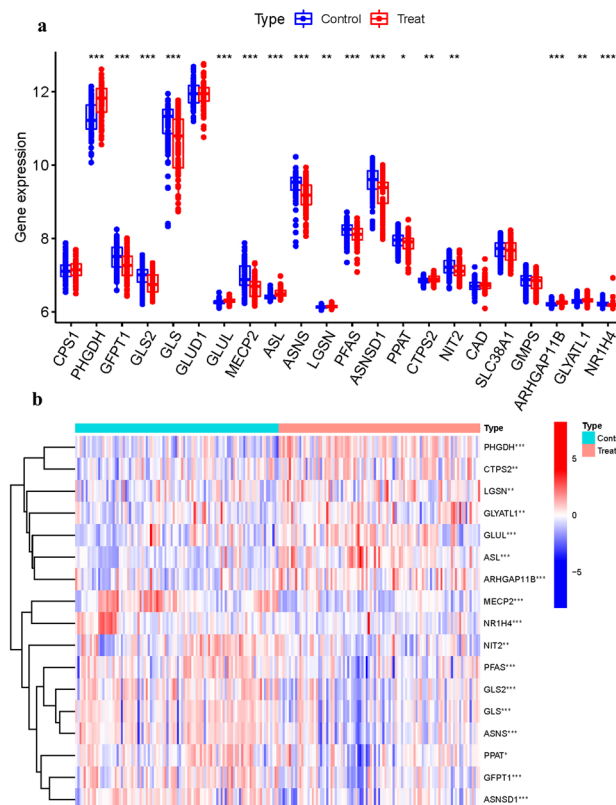 Type Control Treat
a
*** *** *** *** *** *** *** *** ** *** *** * ** ** *** ** ***
Gene expression
12
10
8
6
CPS1 PHGDH GFPT1 GLS2 GLS GLUD1 GLUL MECP2 ASL ASNS LGSN PFAS ASNSD1 PPAT CTPS2 NIT2 CAD SLC38A1 GMPS ARHGAP11B GLYATL1 NR1H4
b
Type
PHGDH***
CTPS2**
LGSN**
GLYATL1**
GLUL***
ASL***
ARHGAP11B***
MECP2***
NR1H4***
NIT2**
PFAS***
GLS2***
GLS***
ASNS***
PPAT*
GFPT1***
ASNSD1***
Type
Cont
Treat
5
0
−5